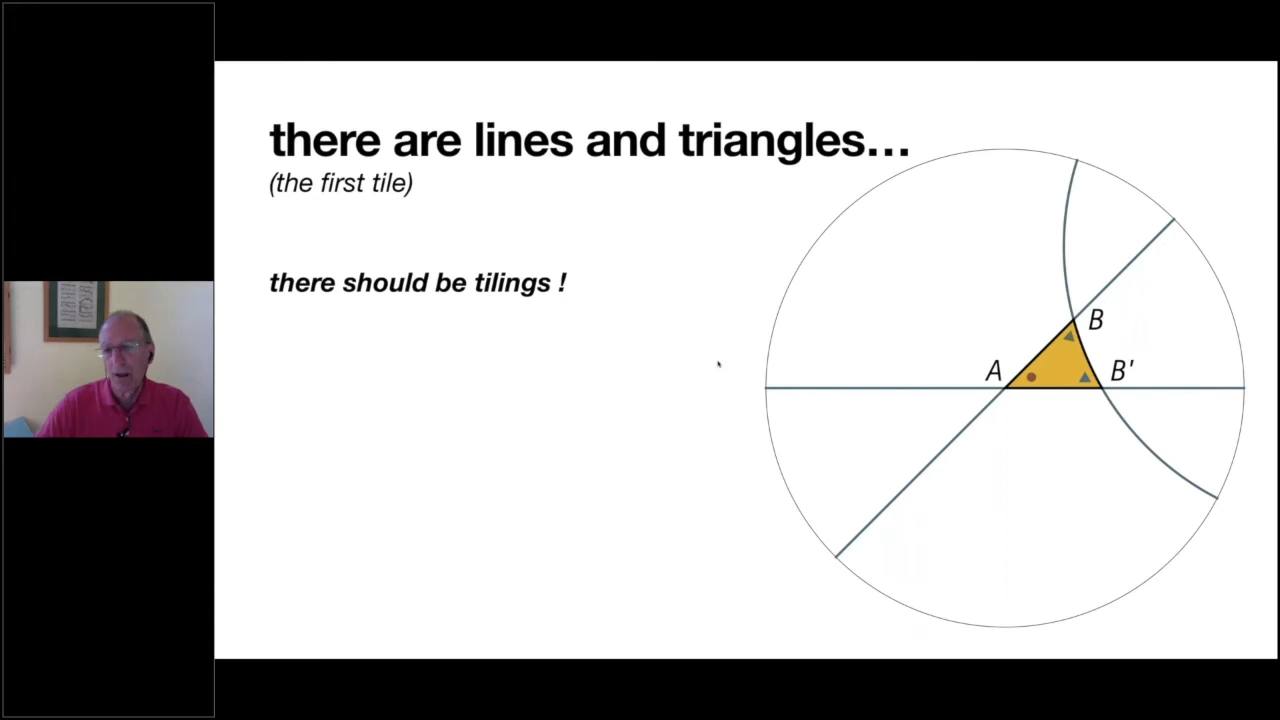 there are lines and triangles…
(the first tile)
there should be tilings !
B
A
B'